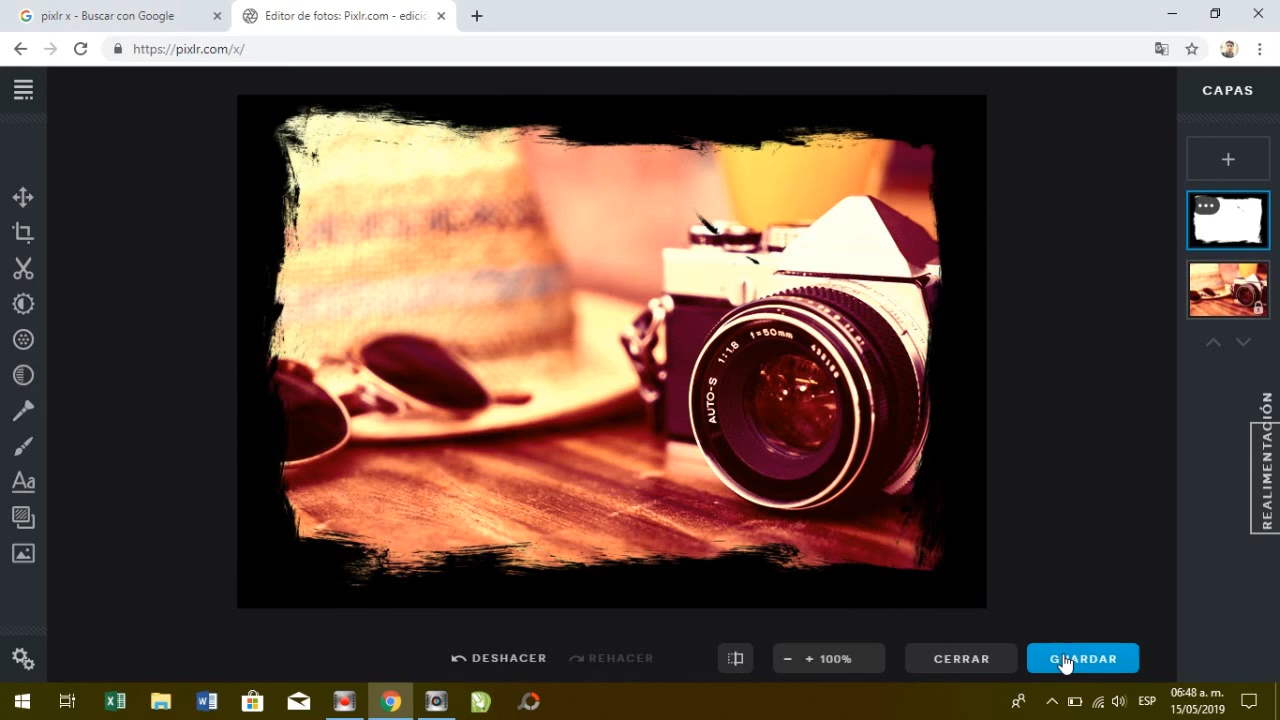 pixlr x - Buscar con Google
Editor de fotos: Pixlr.com - edició
https://pixlr.com/x/
CAPAS
AUTO-S 1:1.8 f=50mm
REALIMENTACIÓN
DESHACER
REHACER
100%
CERRAR
GUARDAR
Aa
ESP
06:48 a. m.
15/05/2019